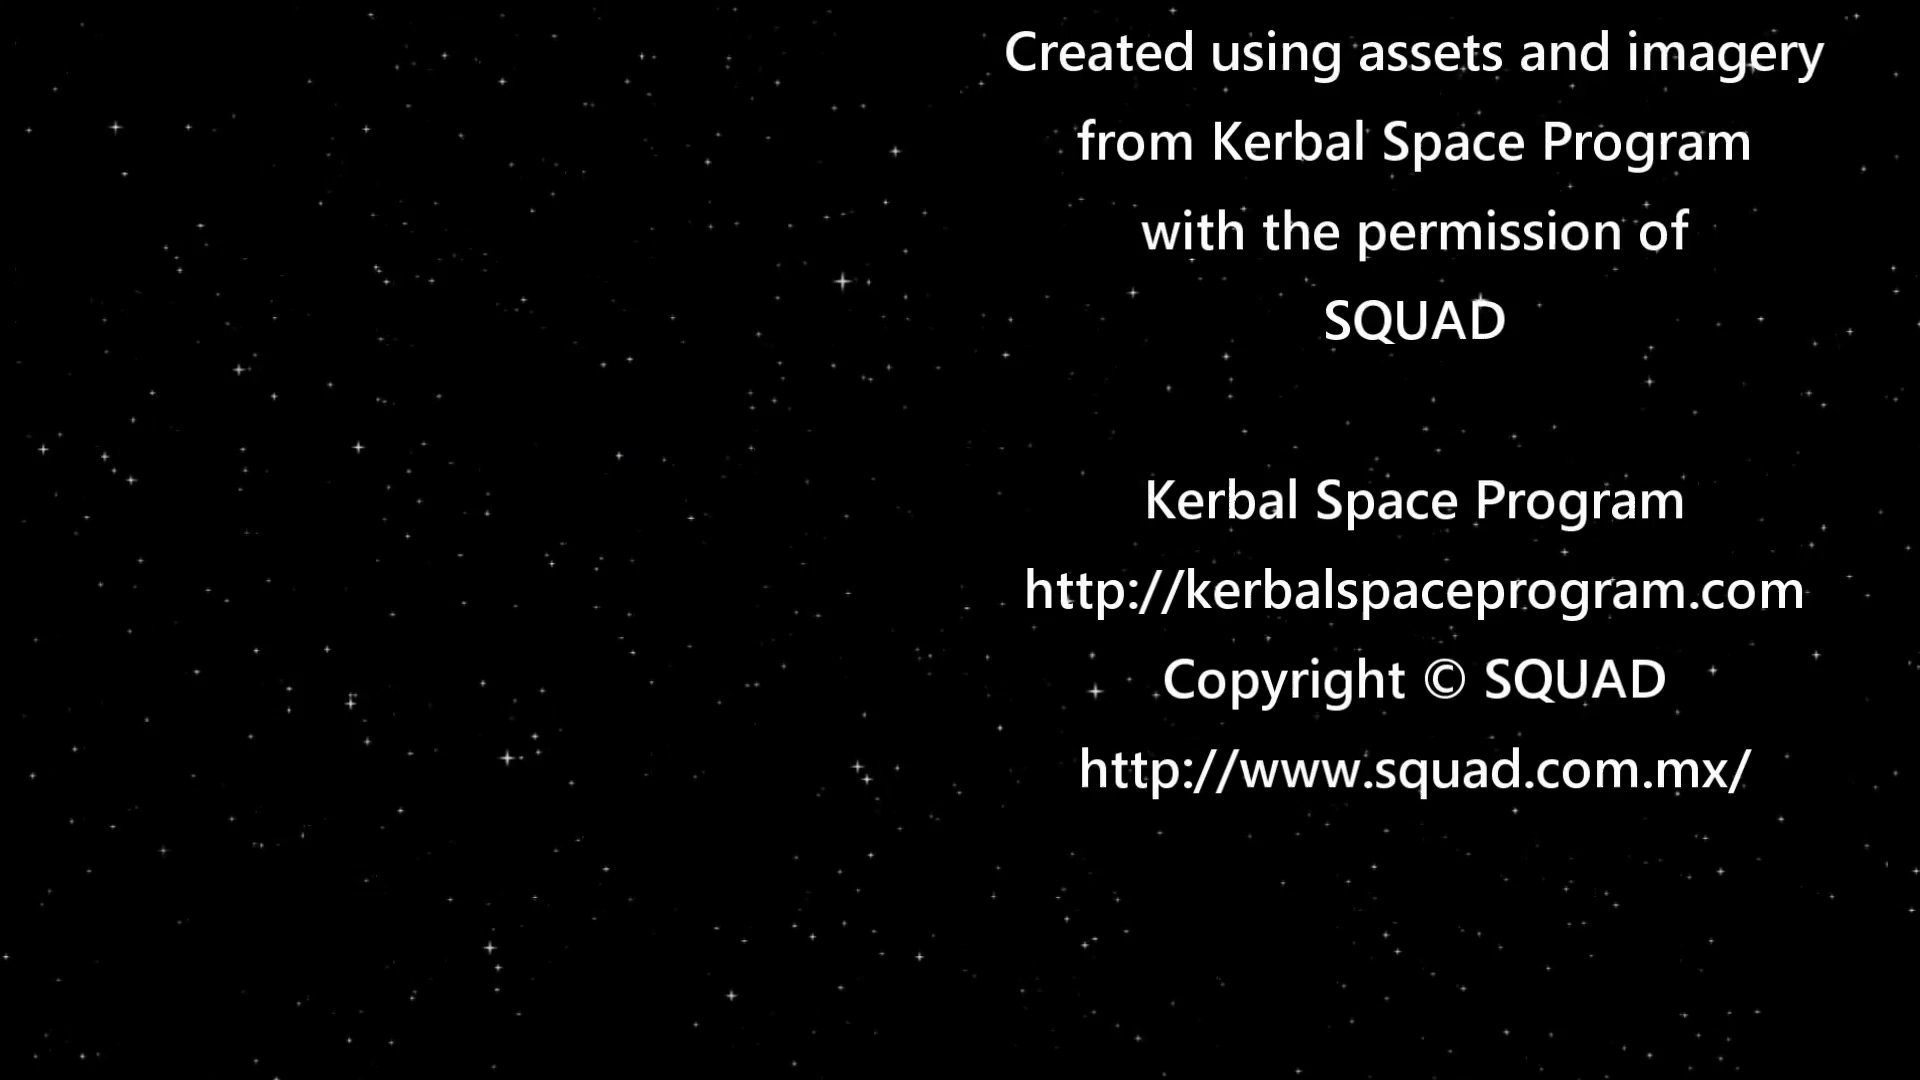 Created using assets and imagery
from Kerbal Space Program
with the permission of
SQUAD
Kerbal Space Program
http://kerbalspaceprogram.com
Copyright © SQUAD
http://www.squad.com.mx/